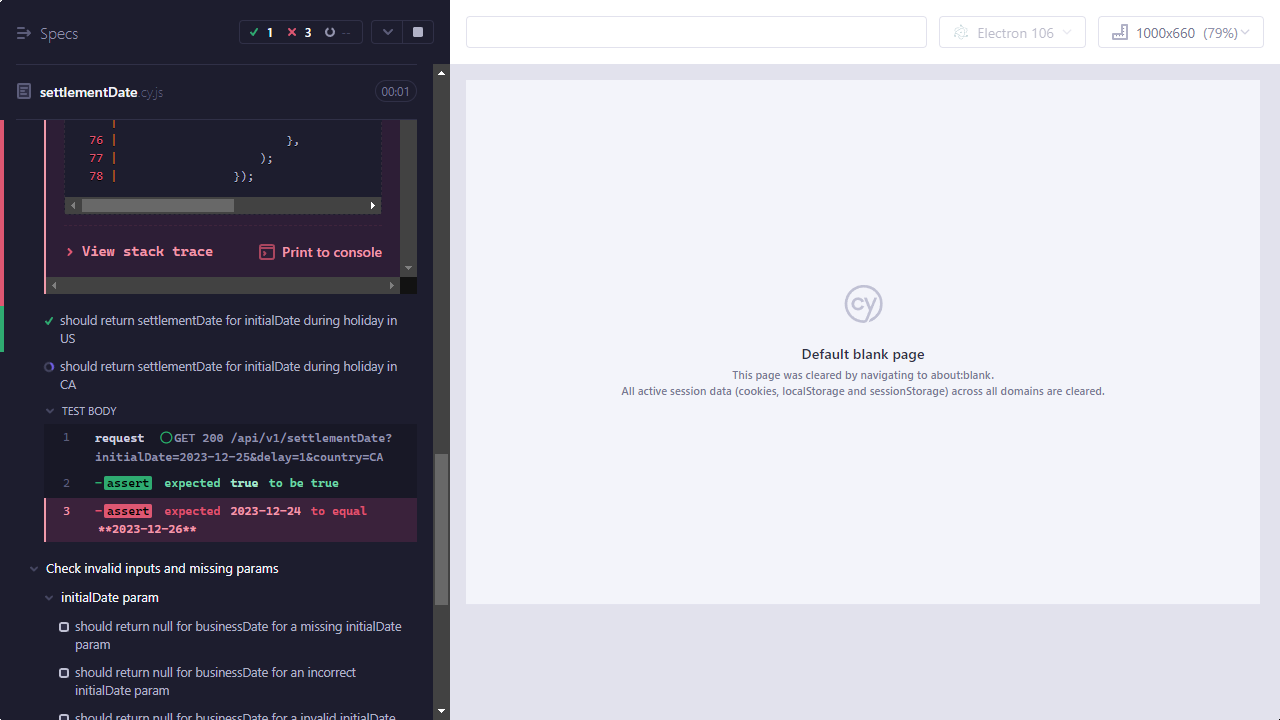 Specs
1
3
--
Electron 106
1000x660 (79%)
settlementDate.cy.js
00:01
76 | },
77 | );
78 | });
View stack trace
Print to console
should return settlementDate for initialDate during holiday in
US
should return settlementDate for initialDate during holiday in
CA
TEST BODY
1 request GET 200 /api/v1/settlementDate?
initialDate=2023-12-25&delay=1&country=CA
2 -assert expected true to be true
3 -assert expected 2023-12-24 to equal
**2023-12-26**
Check invalid inputs and missing params
initialDate param
should return null for businessDate for a missing initialDate
param
should return null for businessDate for an incorrect
initialDate param
should return null for businessDate for a invalid initialDate
cy
Default blank page
This page was cleared by navigating to about:blank.
All active session data (cookies, localStorage and sessionStorage) across all domains are cleared.